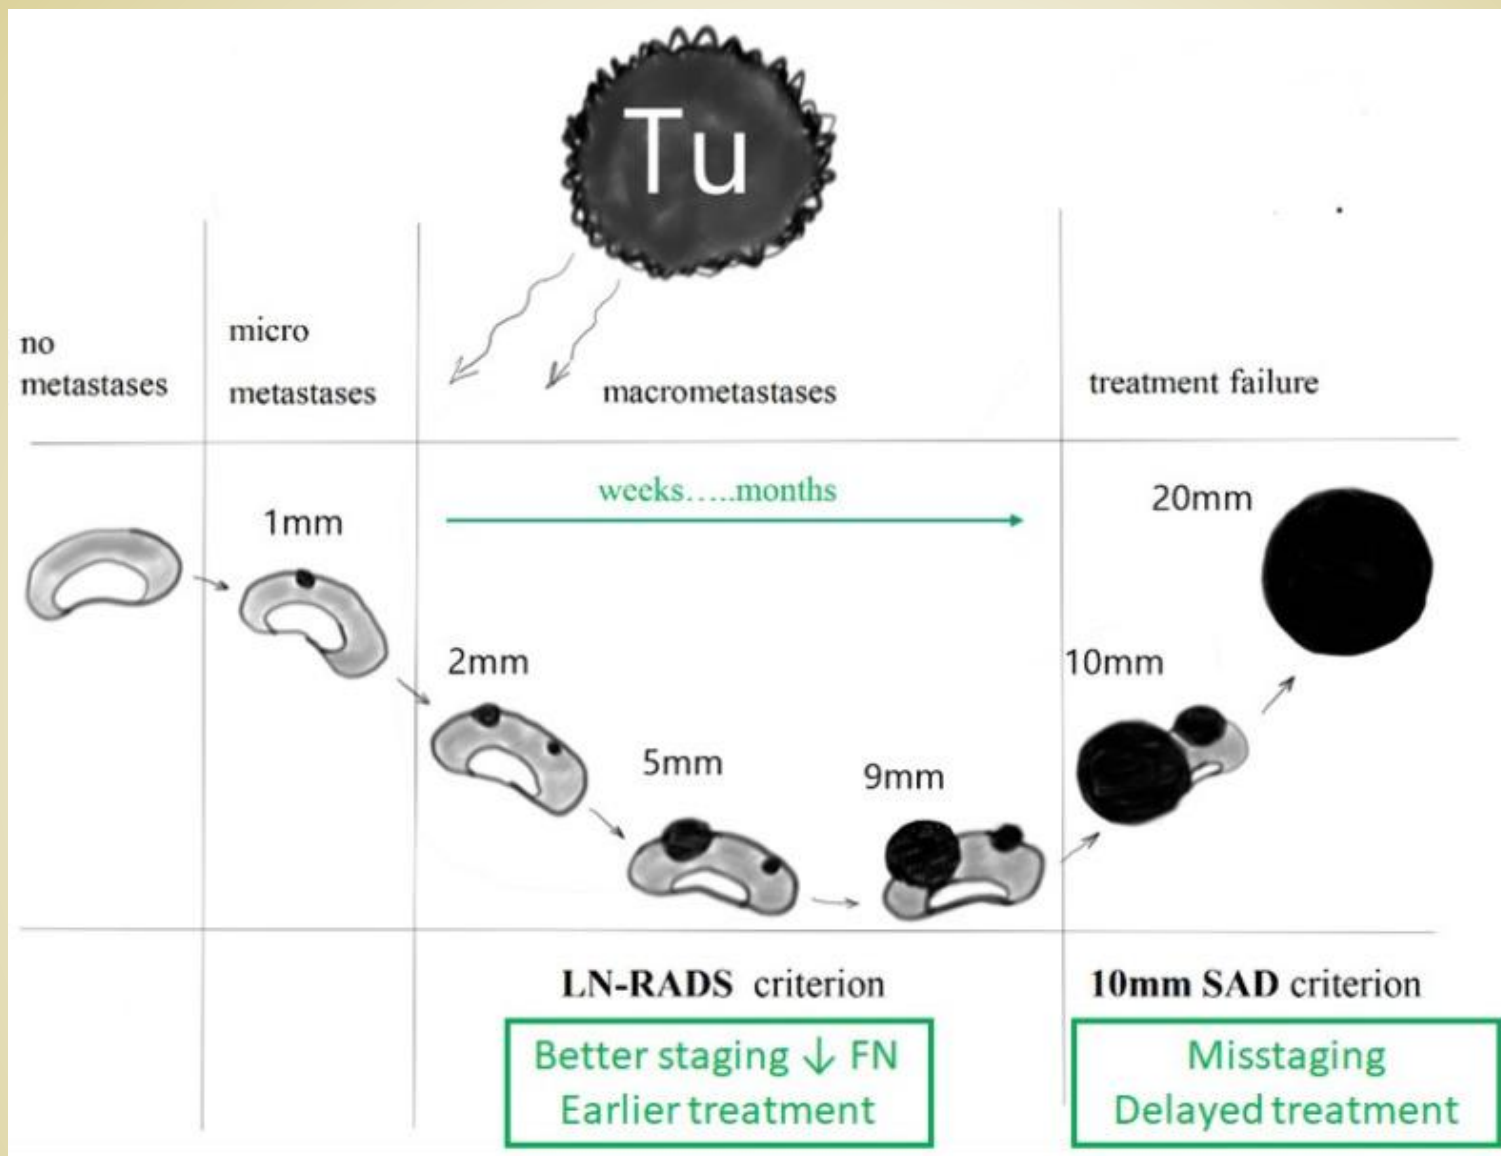 Tu
no
metastases
micro
metastases
macrometastases
treatment failure
weeks.....months
1mm
2mm
5mm
9mm
10mm
20mm
LN-RADS criterion
Better staging ↓ FN
Earlier treatment
10mm SAD criterion
Misstaging
Delayed treatment